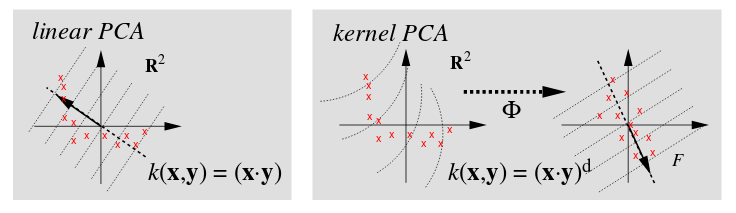 linear PCA
R²
k(x,y) = (x·y)
kernel PCA
R²
Φ
k(x,y) = (x·y)ᵈ
F